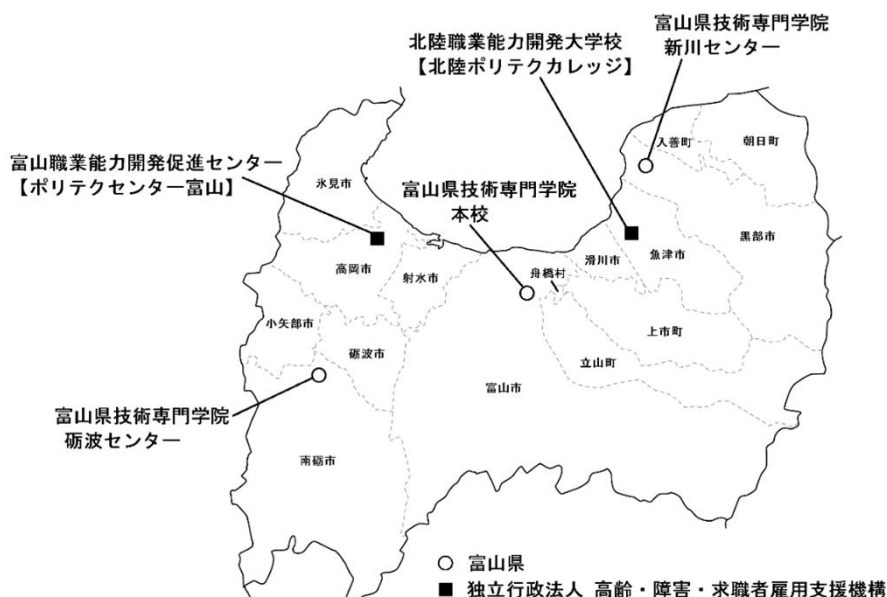 富山県技術専門学院
新川センター
北陸職業能力開発大学校
【北陸ポリテクカレッジ】
入善町
朝日町
富山職業能力開発促進センター
【ポリテクセンター富山】
氷見市
富山県技術専門学院
本校
黒部市
魚津市
滑川市
舟橋村
高岡市
射水市
小矢部市
上市町
砺波市
立山町
富山市
富山県技術専門学院
砺波センター
南砺市
○ 富山県
■ 独立行政法人 高齢・障害・求職者雇用支援機構